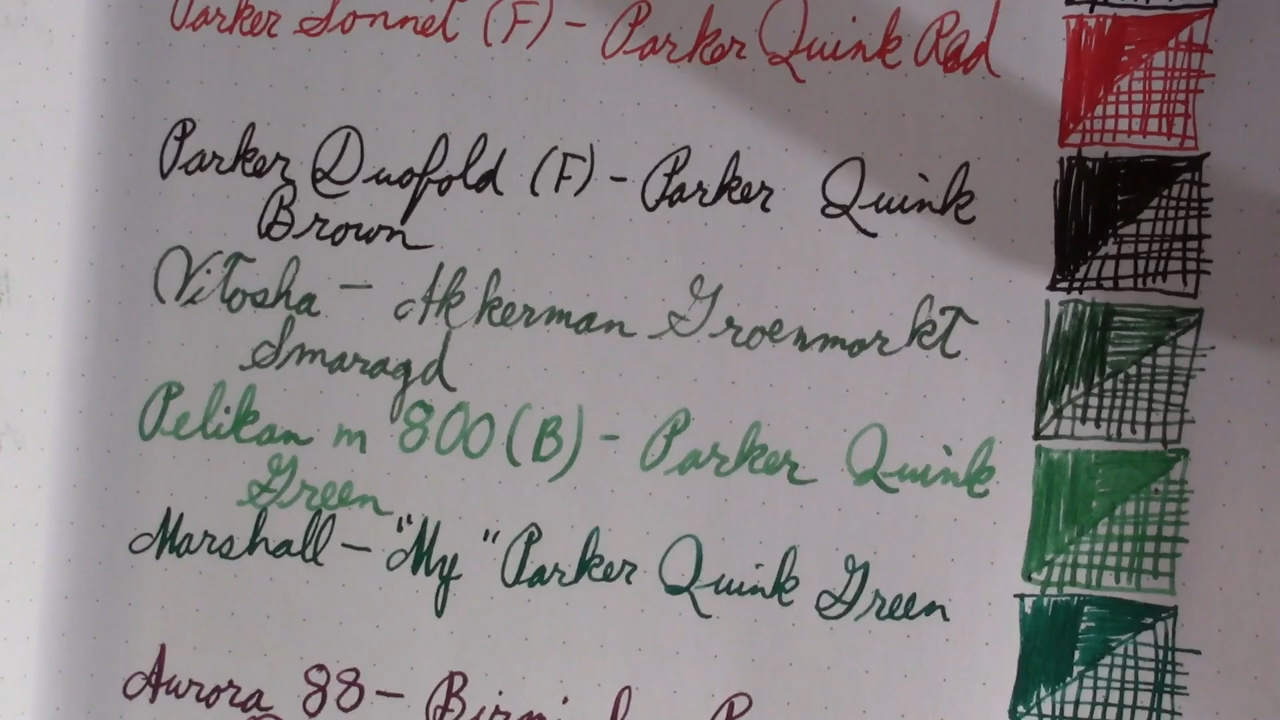 Parker Sonnet (F) - Parker Quink Red
Parker Duofold (F) - Parker Quink
Brown
Vitosha - Akkerman Groenmarkt
Smaragd
Pelikan m 800 (B) - Parker Quink
Green
Marshall - "My" Parker Quink Green
Aurora 88 -